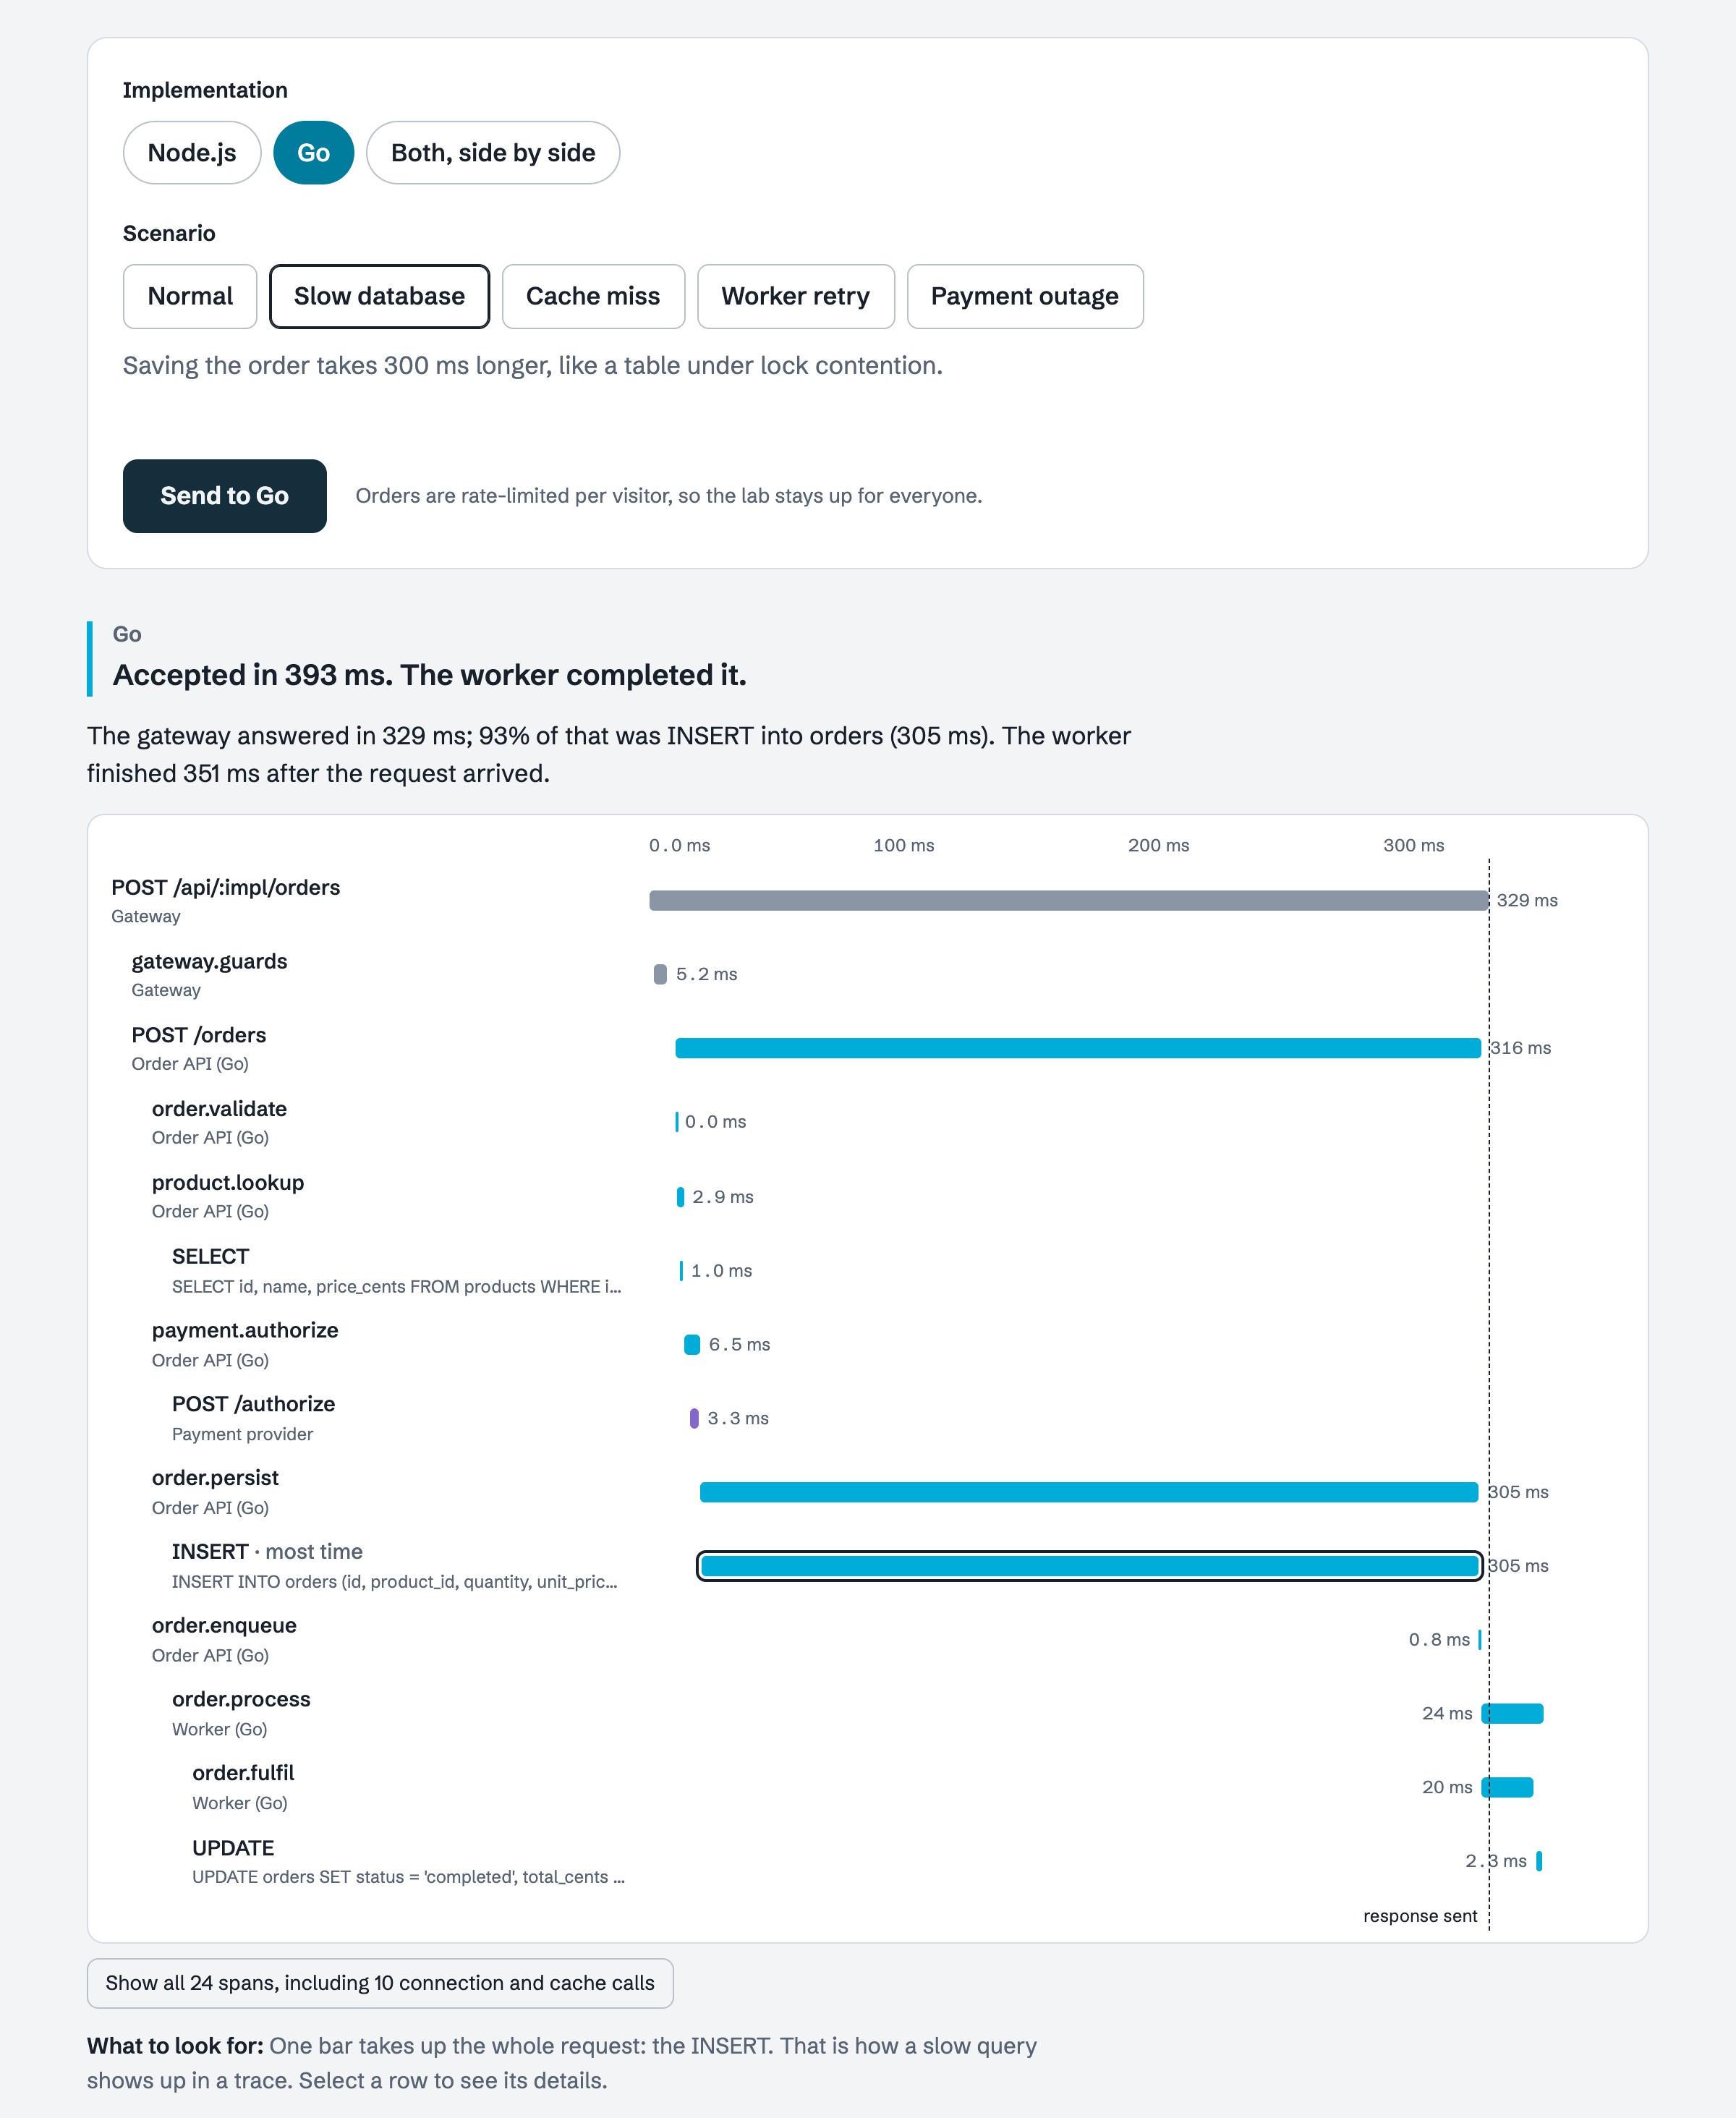 Implementation
Node.js
Go
Both, side by side
Scenario
Normal
Slow database
Cache miss
Worker retry
Payment outage
Saving the order takes 300 ms longer, like a table under lock contention.
Send to Go
Orders are rate-limited per visitor, so the lab stays up for everyone.
Go
Accepted in 393 ms. The worker completed it.
The gateway answered in 329 ms; 93% of that was INSERT into orders (305 ms). The worker
finished 351 ms after the request arrived.
0.0 ms 100 ms 200 ms 300 ms
POST /api/:impl/orders
329 ms
Gateway
gateway.guards
5.2 ms
Gateway
POST /orders
316 ms
Order API (Go)
order.validate
0.0 ms
Order API (Go)
product.lookup
2.9 ms
Order API (Go)
SELECT
1.0 ms
SELECT id, name, price_cents FROM products WHERE i...
payment.authorize
6.5 ms
Order API (Go)
POST /authorize
3.3 ms
Payment provider
order.persist
305 ms
Order API (Go)
INSERT · most time
305 ms
INSERT INTO orders (id, product_id, quantity, unit_pric...
order.enqueue
0.8 ms
Order API (Go)
order.process
24 ms
Worker (Go)
order.fulfil
20 ms
Worker (Go)
UPDATE
2.3 ms
UPDATE orders SET status = 'completed', total_cents ...
response sent
Show all 24 spans, including 10 connection and cache calls
What to look for: One bar takes up the whole request: the INSERT. That is how a slow query
shows up in a trace. Select a row to see its details.